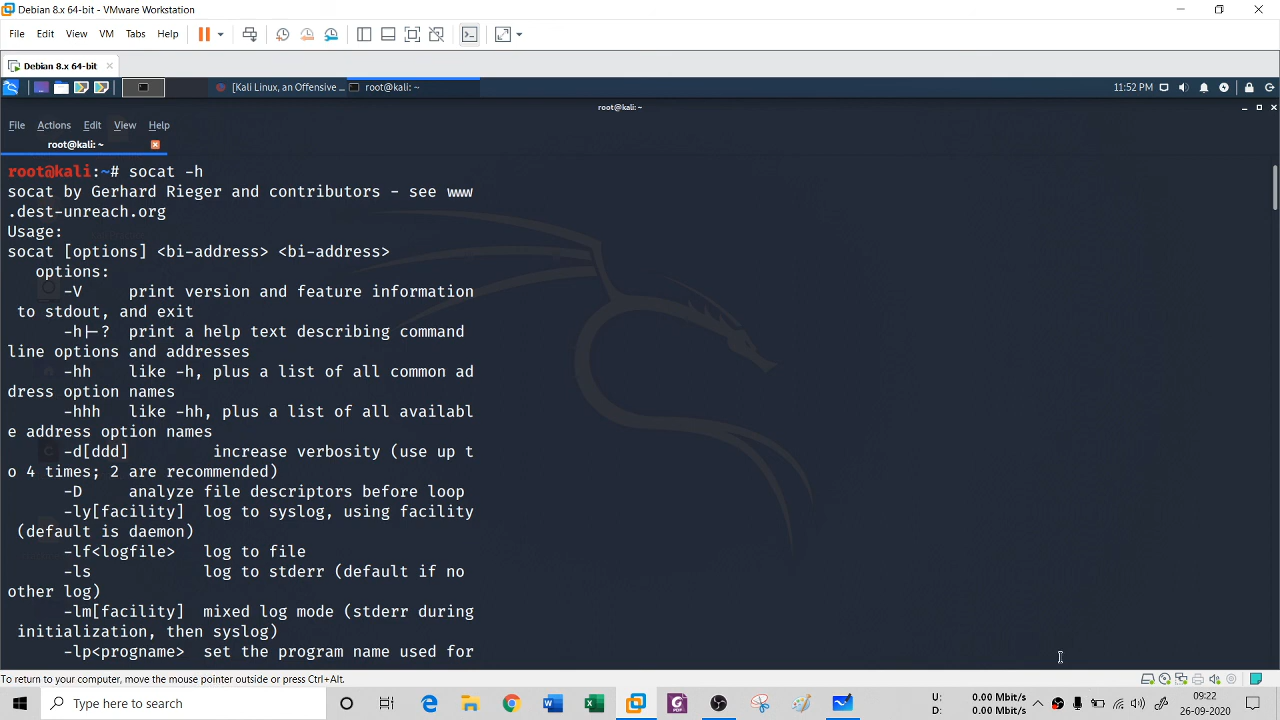 Debian 8.x 64-bit - VMware Workstation
File Edit View VM Tabs Help
Debian 8.x 64-bit
[Kali Linux, an Offensive ... root@kali: ~ 11:52 PM
root@kali: ~
File Actions Edit View Help
root@kali: ~
root@kali:~# socat -h
socat by Gerhard Rieger and contributors - see www
.dest-unreach.org
Usage:
socat [options] <bi-address> <bi-address>
options:
-V print version and feature information
to stdout, and exit
-h|-? print a help text describing command
line options and addresses
-hh like -h, plus a list of all common ad
dress option names
-hhh like -hh, plus a list of all availabl
e address option names
-d[ddd] increase verbosity (use up t
o 4 times; 2 are recommended)
-D analyze file descriptors before loop
-ly[facility] log to syslog, using facility
(default is daemon)
-lf<logfile> log to file
-ls log to stderr (default if no
other log)
-lm[facility] mixed log mode (stderr during
initialization, then syslog)
-lp<progname> set the program name used for
To return to your computer, move the mouse pointer outside or press Ctrl+Alt.
Type here to search
U: 0.00 Mbit/s
D: 0.00 Mbit/s
09:22
26-09-2020